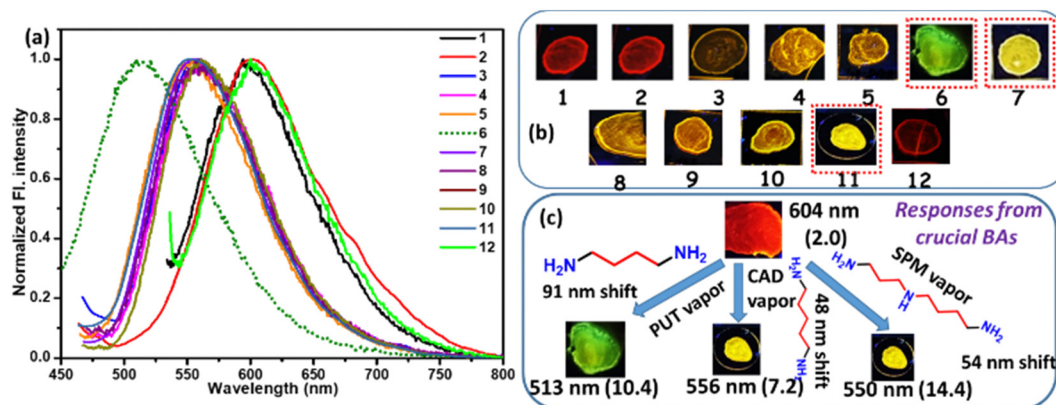 (a)
Normalized Fl. intensity
1.0
0.8
0.6
0.4
0.2
0.0
450 500 550 600 650 700 750 800
Wavelength (nm)
1
2
3
4
5
6
7
8
9
10
11
12
1 2 3 4 5 6 7
(b)
8 9 10 11 12
(c)
604 nm
(2.0)
Responses from
crucial BAs
H₂N
NH₂
91 nm shift
PUT vapor
CAD
vapor
H₂N
NH₂
48 nm shift
SPM vapor
H₂N
N
H
NH₂
54 nm shift
513 nm (10.4)
556 nm (7.2)
550 nm (14.4)